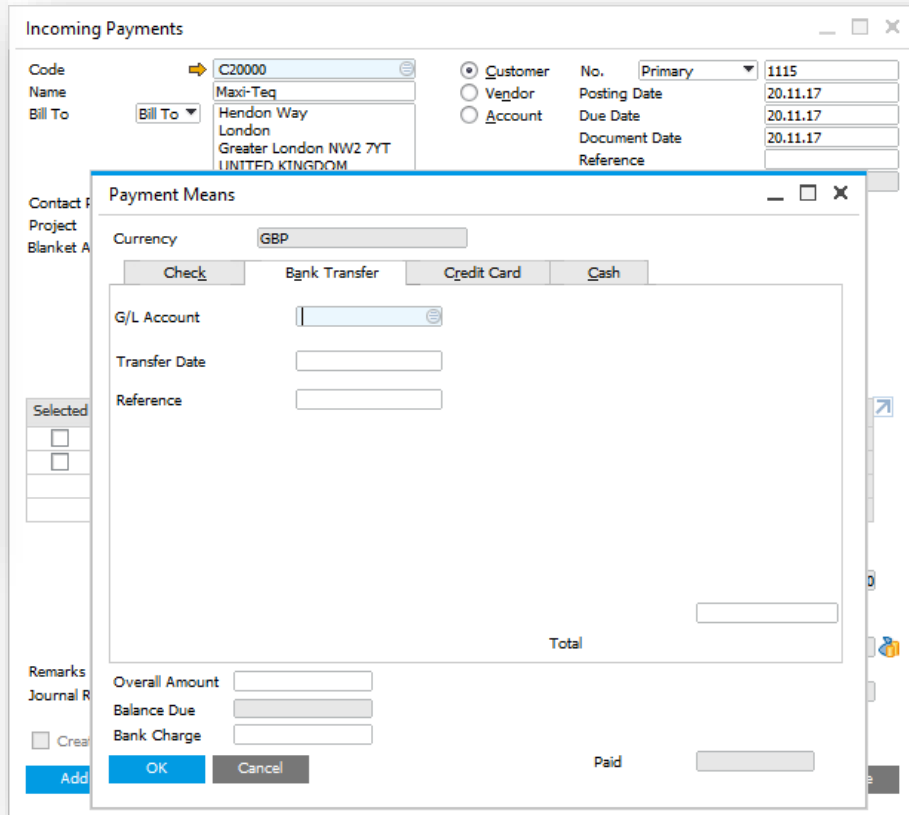 Incoming Payments
Code C20000 Customer No. Primary 1115
Name Maxi-Teq Vendor Posting Date 20.11.17
Bill To Bill To Hendon Way Account Due Date 20.11.17
London Document Date 20.11.17
Greater London NW2 7YT Reference
UNITED KINGDOM
Payment Means
Contact
Project
Blanket A
Currency GBP
Check Bank Transfer Credit Card Cash
G/L Account
Transfer Date
Reference
Selected
0
Total
Remarks
Journal R
Overall Amount
Balance Due
Bank Charge
Crea
Paid
OK Cancel
Add
e